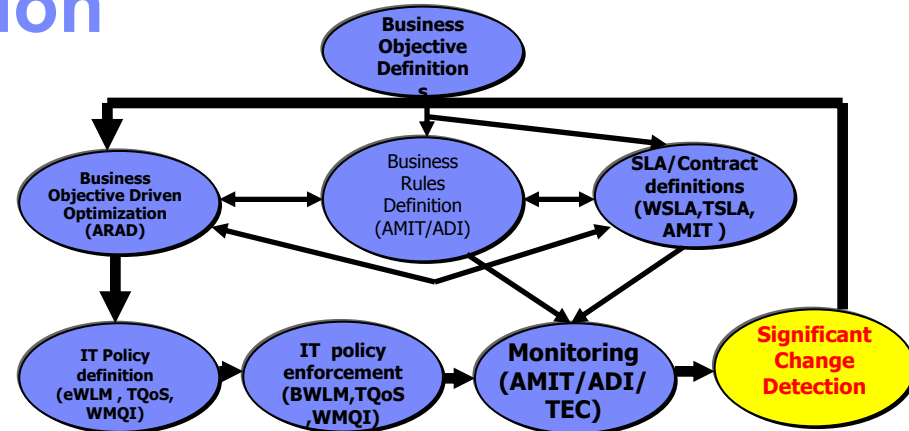 ion
Business
Objective
Definition
s
Business
Objective Driven
Optimization
(ARAD)
Business
Rules
Definition
(AMIT/ADI)
SLA/Contract
definitions
(WSLA,TSLA,
AMIT )
IT Policy
definition
(eWLM , TQoS,
WMQI)
IT policy
enforcement
(BWLM,TQoS
,WMQI)
Monitoring
(AMIT/ADI/
TEC)
Significant
Change
Detection